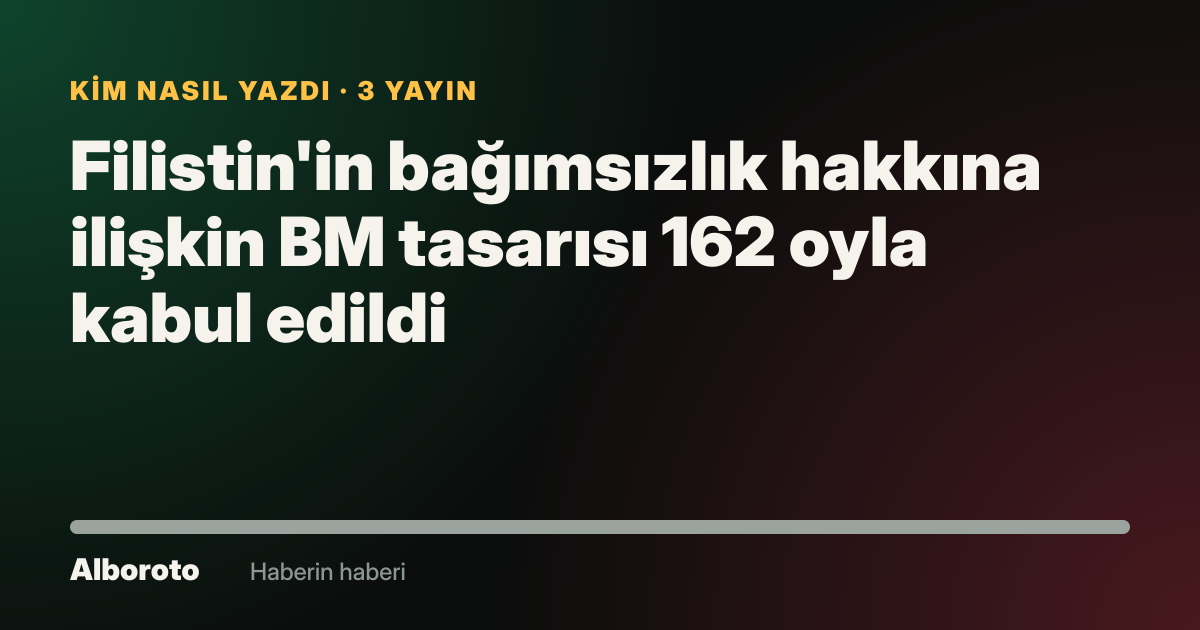 KİM NASIL YAZDI · 3 YAYIN
Filistin'in bağımsızlık hakkına
ilişkin BM tasarısı 162 oyla
kabul edildi
Alboroto
Haberin haberi